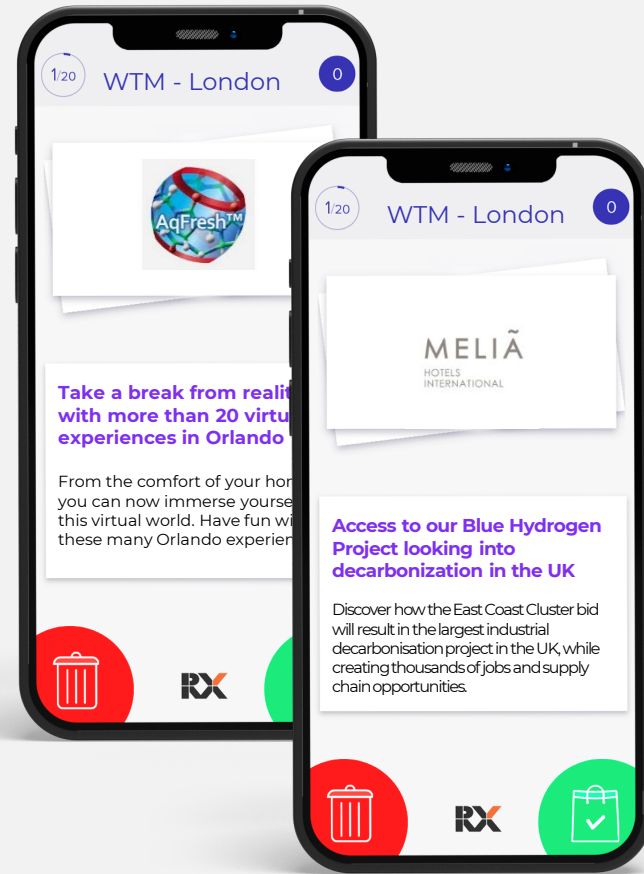 1/20
WTM - London
0
AqFresh™
Take a break from realit
with more than 20 virtu
experiences in Orlando
From the comfort of your hor
you can now immerse yourse
this virtual world. Have fun wi
these many Orlando experien
RX
1/20
WTM - London
0
MELIÃ
HOTELS
INTERNATIONAL
Access to our Blue Hydrogen
Project looking into
decarbonization in the UK
Discover how the East Coast Cluster bid
will result in the largest industrial
decarbonisation project in the UK, while
creating thousands of jobs and supply
chain opportunities.
RX